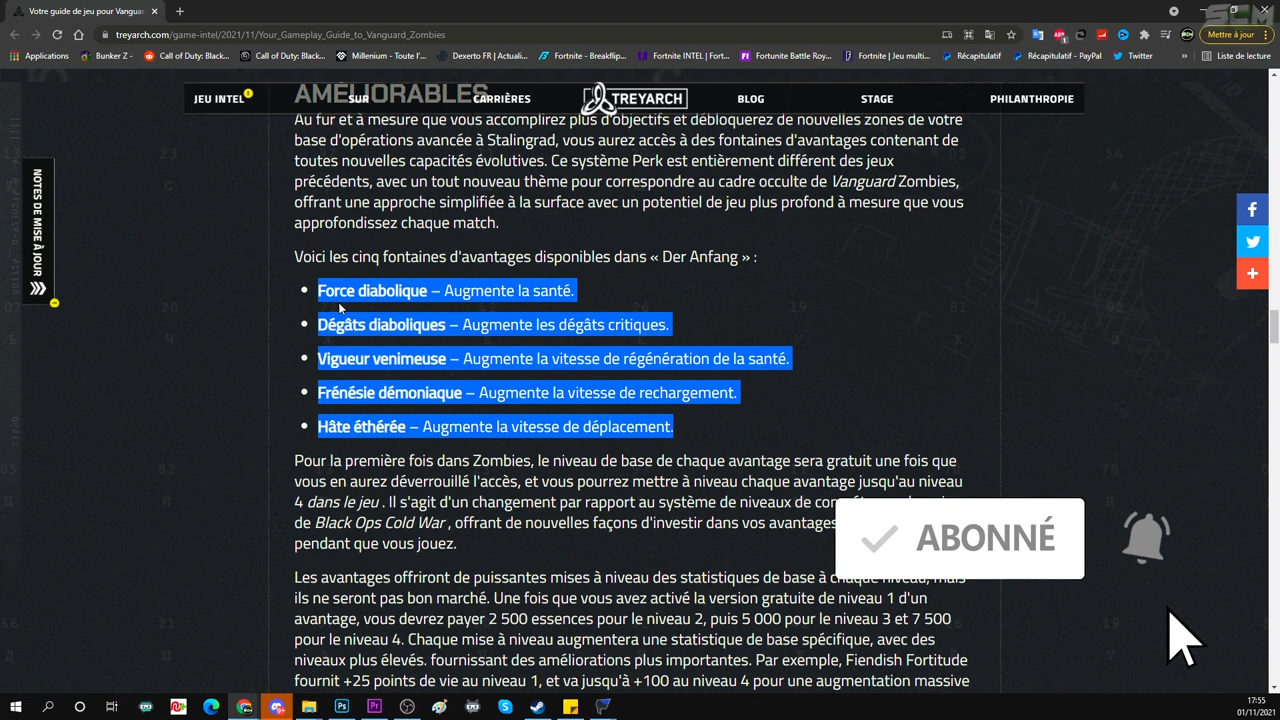 Votre guide de jeu pour Vanguar
SCM
treyarch.com/game-intel/2021/11/Your_Gameplay_Guide_to_Vanguard_Zombies
Mettre à jour
Applications
Bunker Z -
Call of Duty: Black...
Call of Duty: Black...
Millenium - Toute l'...
Dexerto FR | Actuali...
Fortnite - Breakflip...
Fortnite INTEL | Fort...
Fortunite Battle Roy...
Fortnite | Jeu multi...
Récapitulatif
Récapitulatif - PayPal
Twitter
Liste de lecture
AMÉLIORABLES
JEU INTEL
SUR
CARRIÈRES
TREYARCH
BLOG
STAGE
PHILANTHROPIE
Au fur et à mesure que vous accomplirez plus d'objectifs et débloquerez de nouvelles zones de votre
base d'opérations avancée à Stalingrad, vous aurez accès à des fontaines d'avantages contenant de
toutes nouvelles capacités évolutives. Ce système Perk est entièrement différent des jeux
précédents, avec un tout nouveau thème pour correspondre au cadre occulte de Vanguard Zombies,
offrant une approche simplifiée à la surface avec un potentiel de jeu plus profond à mesure que vous
approfondissez chaque match.
NOTES DE MISE À JOUR
Voici les cinq fontaines d'avantages disponibles dans « Der Anfang » :
Force diabolique – Augmente la santé.
Dégâts diaboliques – Augmente les dégâts critiques.
Vigueur venimeuse – Augmente la vitesse de régénération de la santé.
Frénésie démoniaque – Augmente la vitesse de rechargement.
Hâte éthérée – Augmente la vitesse de déplacement.
Pour la première fois dans Zombies, le niveau de base de chaque avantage sera gratuit une fois que
vous en aurez déverrouillé l'accès, et vous pourrez mettre à niveau chaque avantage jusqu'au niveau
4 dans le jeu . Il s'agit d'un changement par rapport au système de niveaux de
de Black Ops Cold War , offrant de nouvelles façons d'investir dans vos avantages
pendant que vous jouez.
ABONNÉ
Les avantages offriront de puissantes mises à niveau des statistiques de base à chaque niveau, mais
ils ne seront pas bon marché. Une fois que vous avez activé la version gratuite de niveau 1 d'un
avantage, vous devrez payer 2 500 essences pour le niveau 2, puis 5 000 pour le niveau 3 et 7 500
pour le niveau 4. Chaque mise à niveau augmentera une statistique de base spécifique, avec des
niveaux plus élevés. fournissant des améliorations plus importantes. Par exemple, Fiendish Fortitude
fournit +25 points de vie au niveau 1, et va jusqu'à +100 au niveau 4 pour une augmentation massive
17:55
01/11/2021